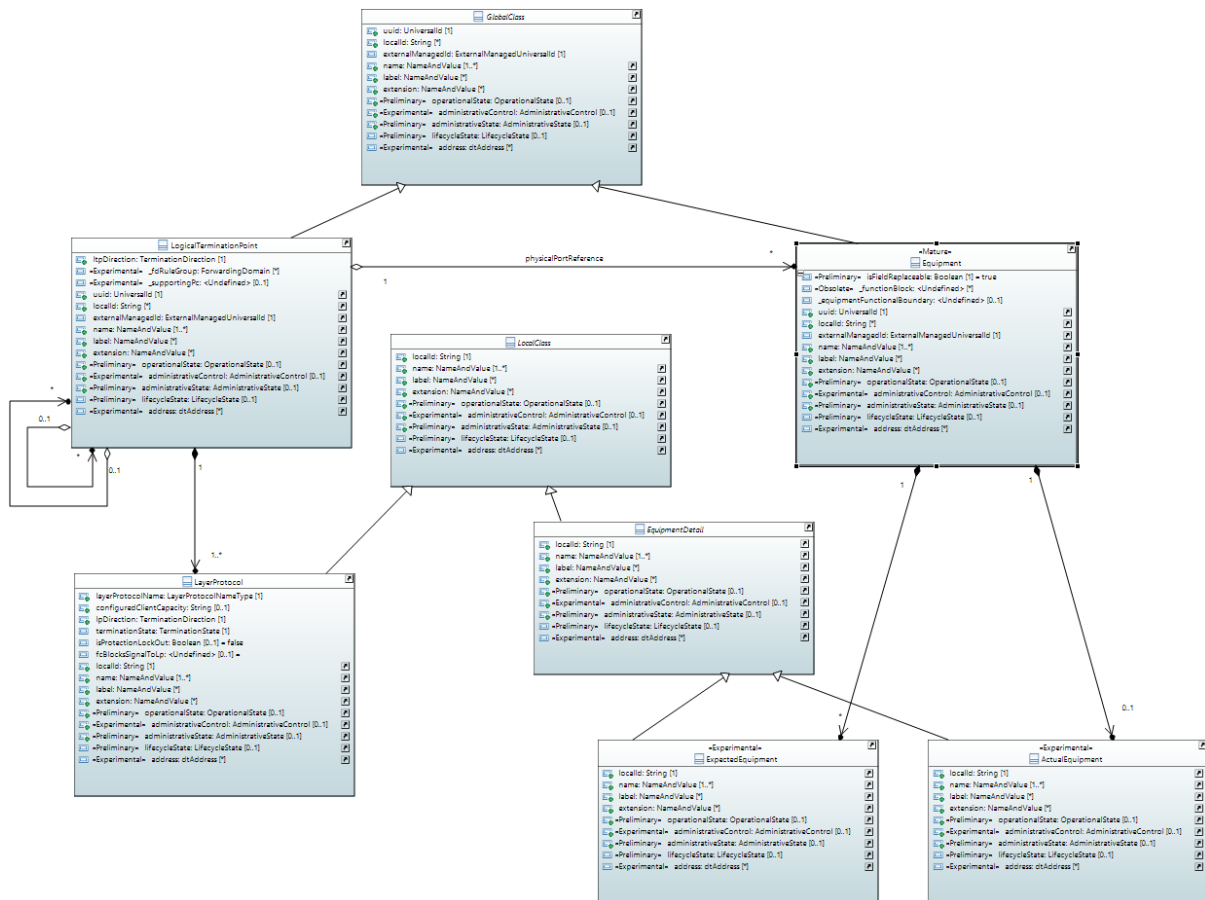 GlobalClass
uuid: UniversalId [1]
localId: String [*]
externalManagedId: ExternalManagedUniversalId [1]
name: NameAndValue [1..*]
label: NameAndValue [*]
extension: NameAndValue [*]
«Preliminary» operationalState: OperationalState [0..1]
«Experimental» administrativeControl: AdministrativeControl [0..1]
«Preliminary» administrativeState: AdministrativeState [0..1]
«Preliminary» lifecycleState: LifecycleState [0..1]
«Experimental» address: dtAddress [*]
LogicalTerminationPoint
ltpDirection: TerminationDirection [1]
«Experimental» _fdRuleGroup: ForwardingDomain [*]
«Experimental» _supportingPc: <Undefined> [0..1]
uuid: UniversalId [1]
localId: String [*]
externalManagedId: ExternalManagedUniversalId [1]
name: NameAndValue [1..*]
label: NameAndValue [*]
extension: NameAndValue [*]
«Preliminary» operationalState: OperationalState [0..1]
«Experimental» administrativeControl: AdministrativeControl [0..1]
«Preliminary» administrativeState: AdministrativeState [0..1]
«Preliminary» lifecycleState: LifecycleState [0..1]
«Experimental» address: dtAddress [*]
physicalPortReference
1
*
«Mature»
Equipment
«Preliminary» isFieldReplaceable: Boolean [1] = true
«Obsolete» _functionBlock: <Undefined> [*]
_equipmentFunctionalBoundary: <Undefined> [0..1]
uuid: UniversalId [1]
localId: String [*]
externalManagedId: ExternalManagedUniversalId [1]
name: NameAndValue [1..*]
label: NameAndValue [*]
extension: NameAndValue [*]
«Preliminary» operationalState: OperationalState [0..1]
«Experimental» administrativeControl: AdministrativeControl [0..1]
«Preliminary» administrativeState: AdministrativeState [0..1]
«Preliminary» lifecycleState: LifecycleState [0..1]
«Experimental» address: dtAddress [*]
LocalClass
localId: String [1]
name: NameAndValue [1..*]
label: NameAndValue [*]
extension: NameAndValue [*]
«Preliminary» operationalState: OperationalState [0..1]
«Experimental» administrativeControl: AdministrativeControl [0..1]
«Preliminary» administrativeState: AdministrativeState [0..1]
«Preliminary» lifecycleState: LifecycleState [0..1]
«Experimental» address: dtAddress [*]
*
0..1
*
0..1
1
1..*
1
1
EquipmentDetail
localId: String [1]
name: NameAndValue [1..*]
label: NameAndValue [*]
extension: NameAndValue [*]
«Preliminary» operationalState: OperationalState [0..1]
«Experimental» administrativeControl: AdministrativeControl [0..1]
«Preliminary» administrativeState: AdministrativeState [0..1]
«Preliminary» lifecycleState: LifecycleState [0..1]
«Experimental» address: dtAddress [*]
LayerProtocol
layerProtocolName: LayerProtocolNameType [1]
configuredClientCapacity: String [0..1]
lpDirection: TerminationDirection [1]
terminationState: TerminationState [1]
isProtectionLockOut: Boolean [0..1] = false
fcBlocksSignalToLp: <Undefined> [0..1] =
localId: String [1]
name: NameAndValue [1..*]
label: NameAndValue [*]
extension: NameAndValue [*]
«Preliminary» operationalState: OperationalState [0..1]
«Experimental» administrativeControl: AdministrativeControl [0..1]
«Preliminary» administrativeState: AdministrativeState [0..1]
«Preliminary» lifecycleState: LifecycleState [0..1]
«Experimental» address: dtAddress [*]
*
0..1
«Experimental»
ExpectedEquipment
localId: String [1]
name: NameAndValue [1..*]
label: NameAndValue [*]
extension: NameAndValue [*]
«Preliminary» operationalState: OperationalState [0..1]
«Experimental» administrativeControl: AdministrativeControl [0..1]
«Preliminary» administrativeState: AdministrativeState [0..1]
«Preliminary» lifecycleState: LifecycleState [0..1]
«Experimental» address: dtAddress [*]
«Experimental»
ActualEquipment
localId: String [1]
name: NameAndValue [1..*]
label: NameAndValue [*]
extension: NameAndValue [*]
«Preliminary» operationalState: OperationalState [0..1]
«Experimental» administrativeControl: AdministrativeControl [0..1]
«Preliminary» administrativeState: AdministrativeState [0..1]
«Preliminary» lifecycleState: LifecycleState [0..1]
«Experimental» address: dtAddress [*]